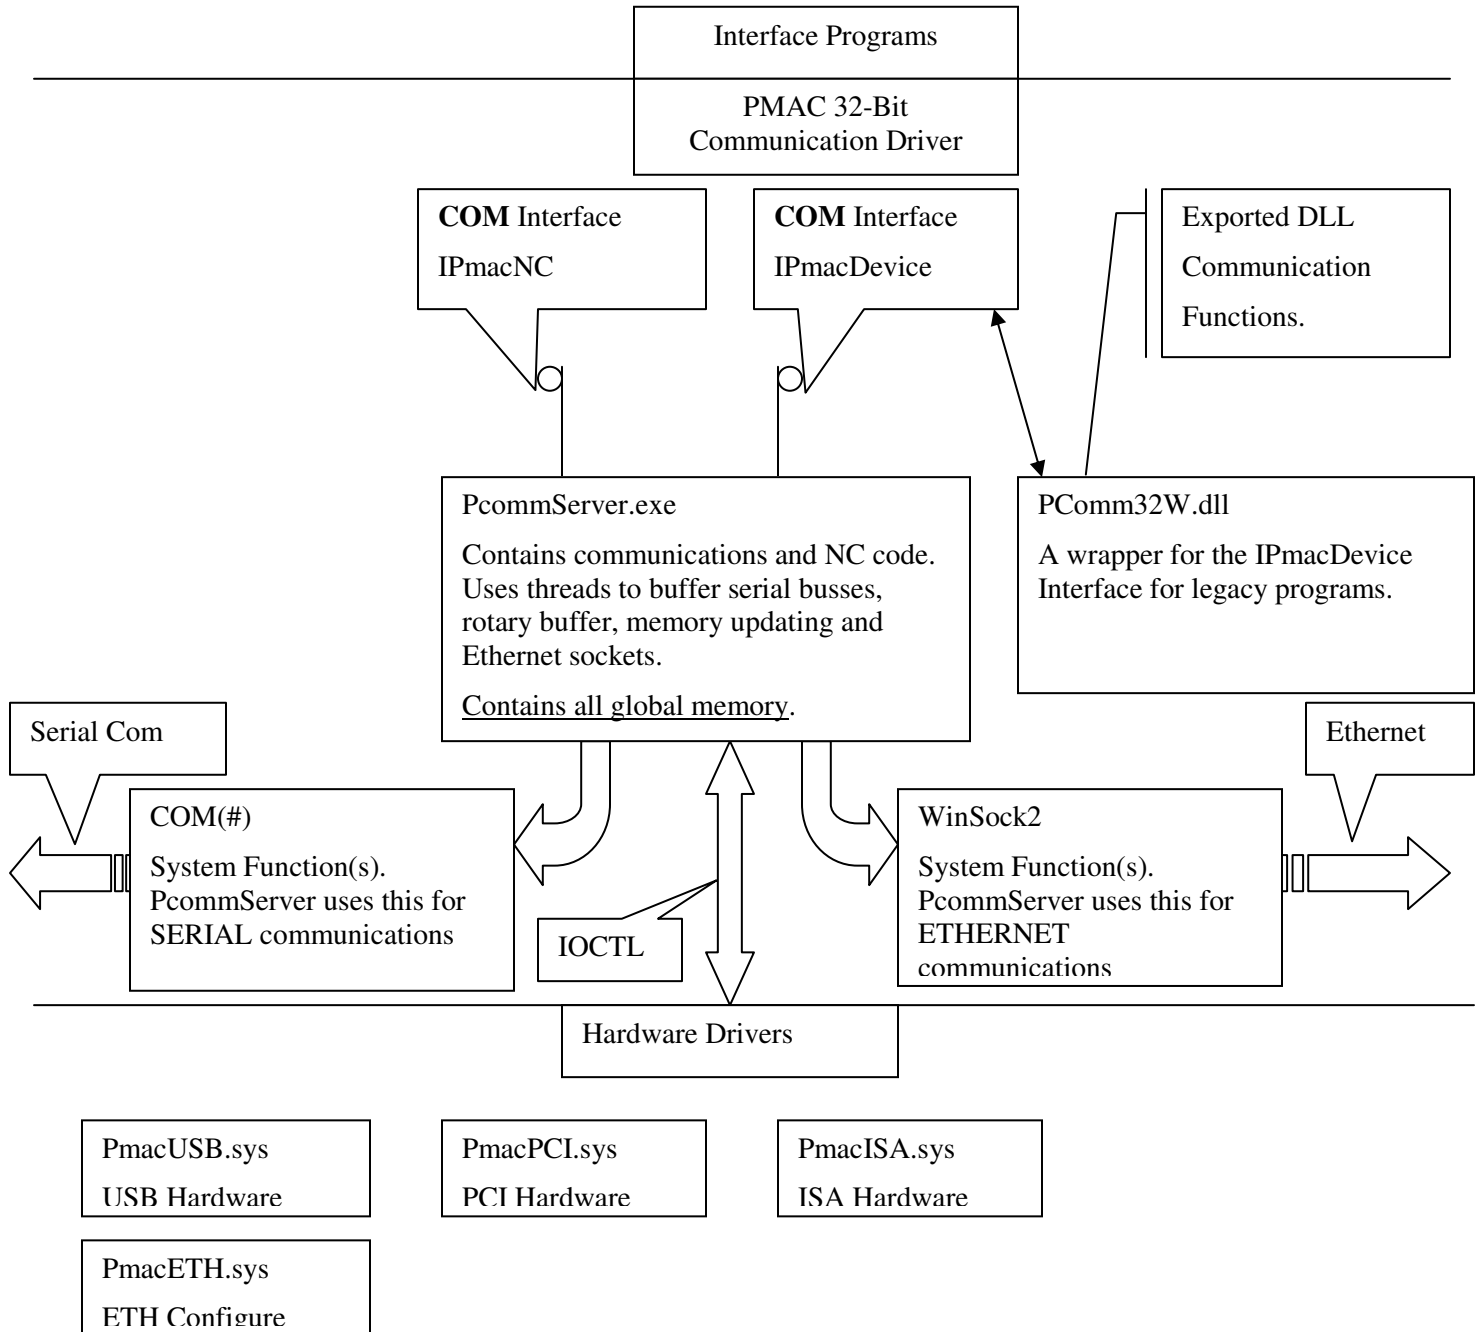 Interface Programs
PMAC 32-Bit
Communication Driver
COM Interface
IPmacNC
COM Interface
IPmacDevice
Exported DLL
Communication
Functions.
PcommServer.exe
Contains communications and NC code.
Uses threads to buffer serial busses,
rotary buffer, memory updating and
Ethernet sockets.
Contains all global memory.
PComm32W.dll
A wrapper for the IPmacDevice
Interface for legacy programs.
Serial Com
Ethernet
COM(#)
System Function(s).
PcommServer uses this for
SERIAL communications
IOCTL
WinSock2
System Function(s).
PcommServer uses this for
ETHERNET
communications
Hardware Drivers
PmacUSB.sys
USB Hardware
PmacPCI.sys
PCI Hardware
PmacISA.sys
ISA Hardware
PmacETH.sys
ETH Configure